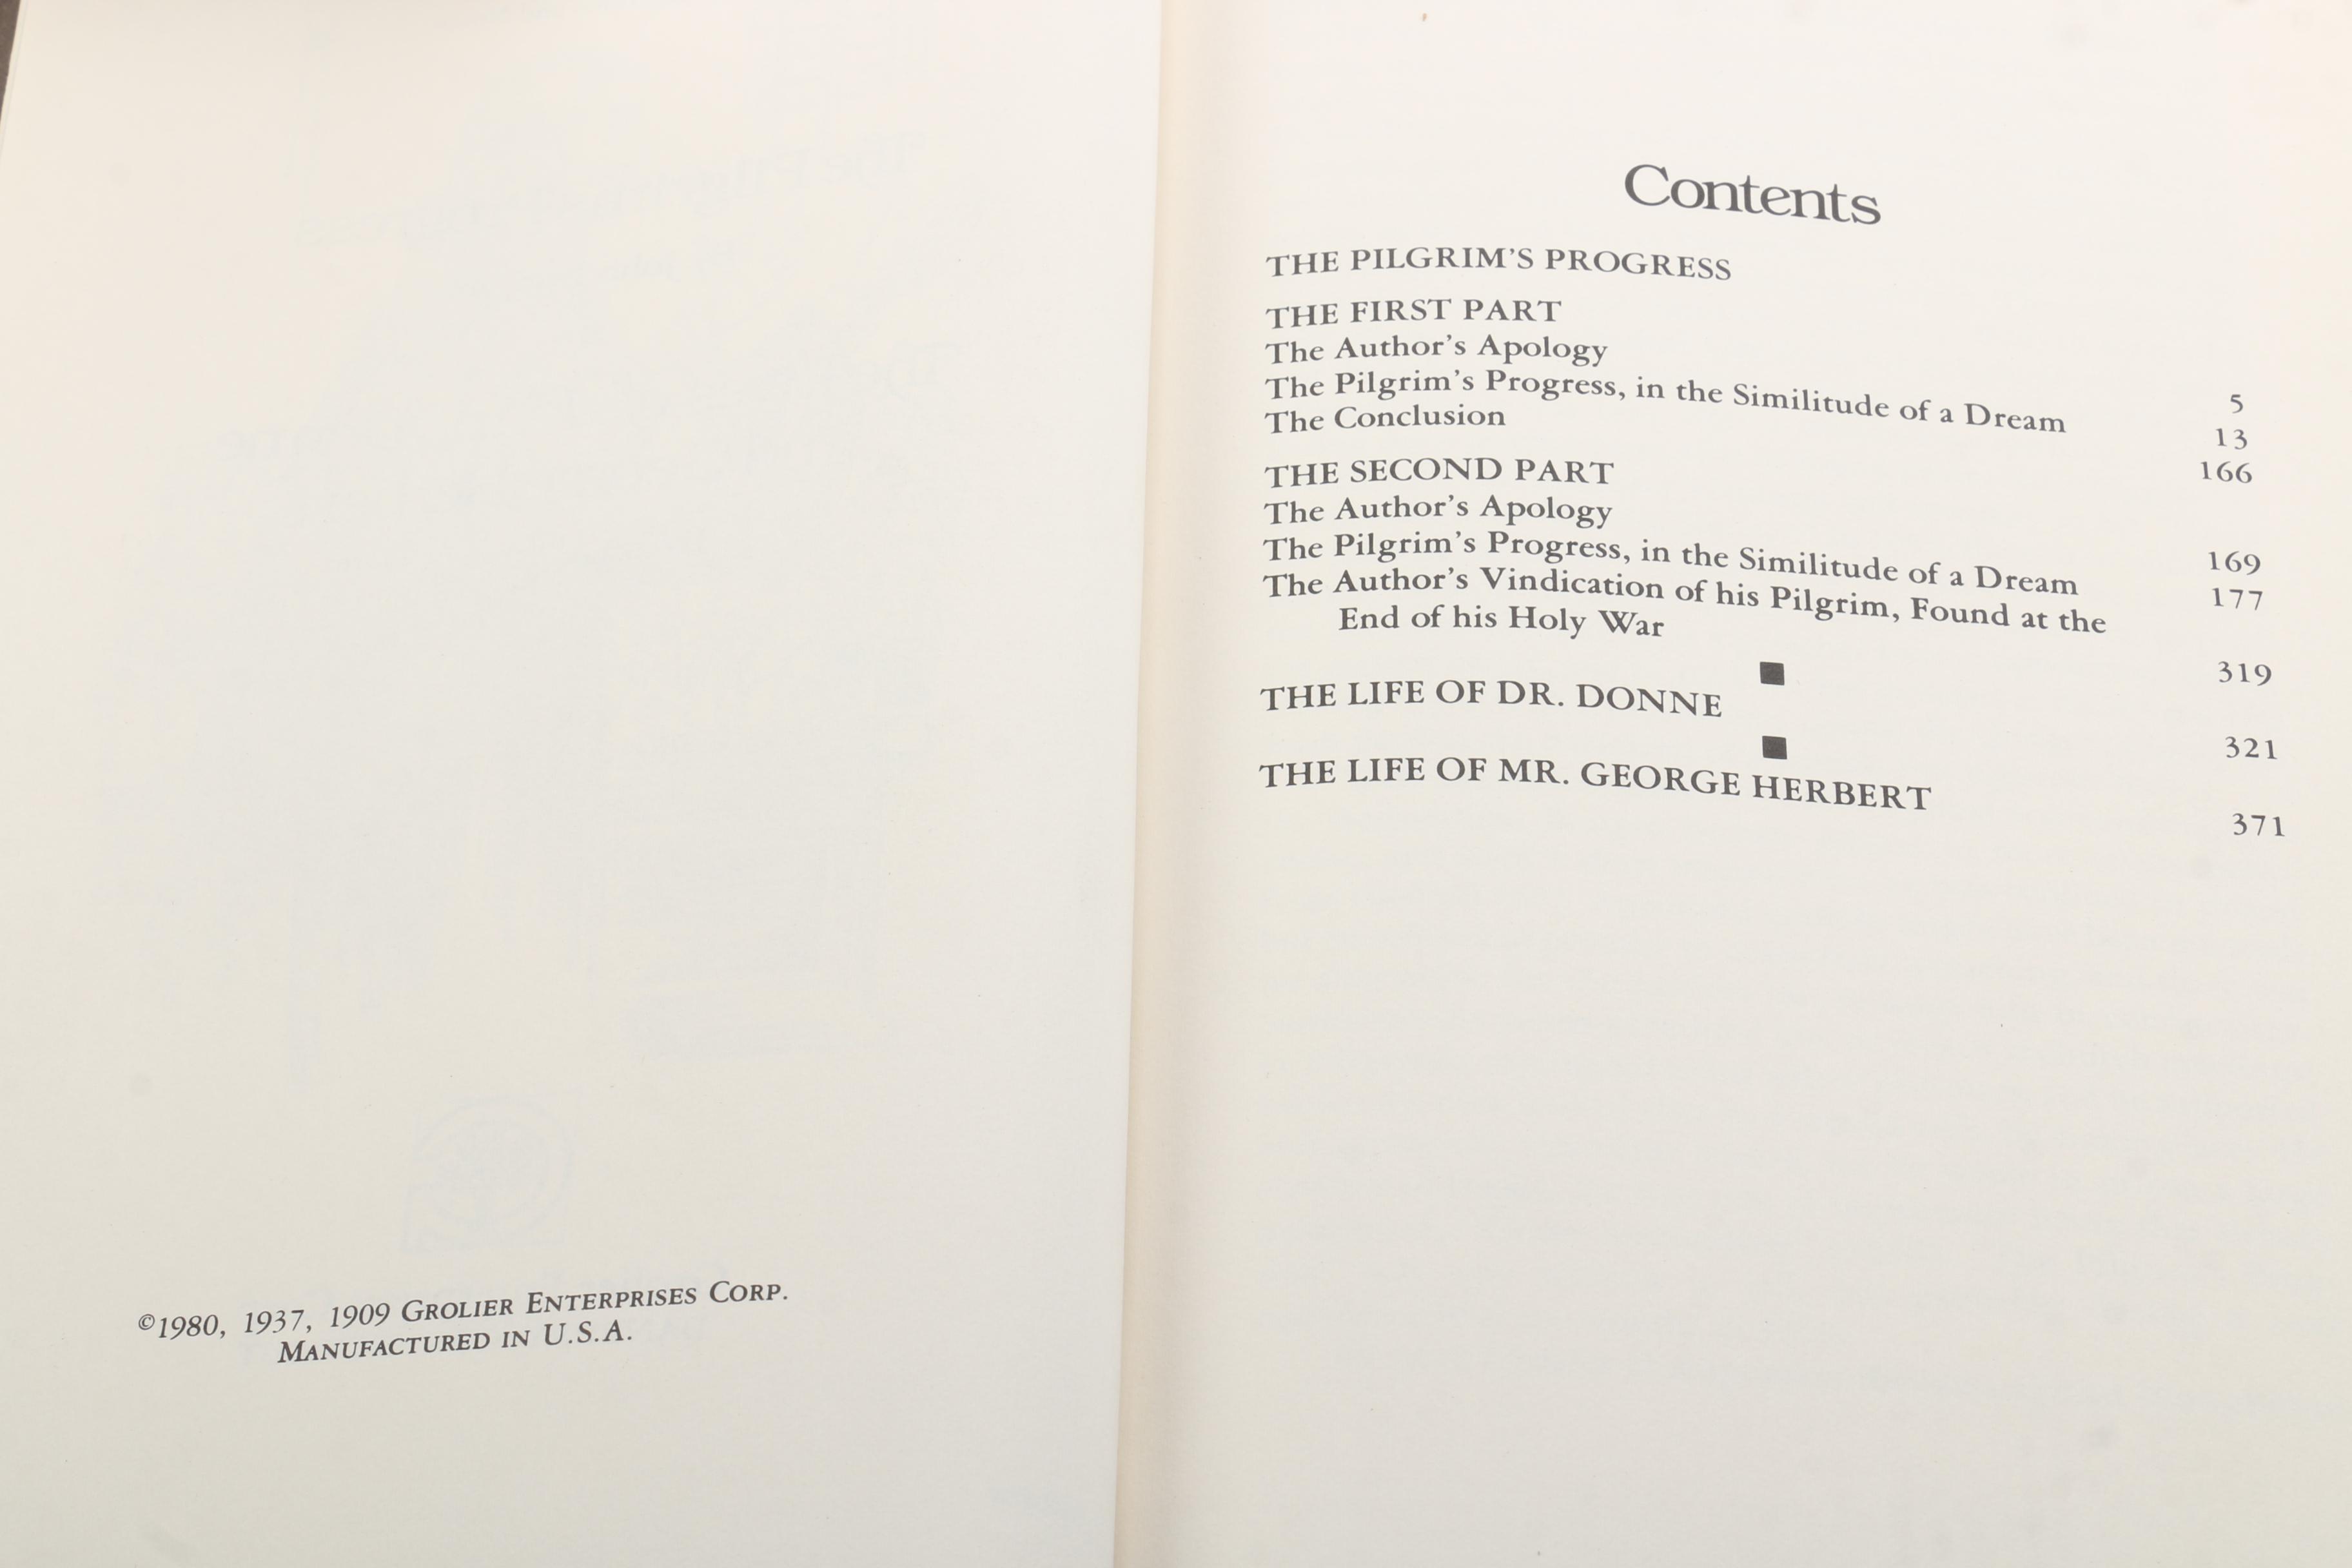 ©1980, 1937, 1909 GROLIER ENTERPRISES CORP.
MANUFACTURED IN U.S.A.
Contents
THE PILGRIM'S PROGRESS
THE FIRST PART
The Author's Apology 5
The Pilgrim's Progress, in the Similitude of a Dream 13
The Conclusion 166
THE SECOND PART
The Author's Apology 169
The Pilgrim's Progress, in the Similitude of a Dream 177
The Author's Vindication of his Pilgrim, Found at the
End of his Holy War 319
THE LIFE OF DR. DONNE 321
THE LIFE OF MR. GEORGE HERBERT 371